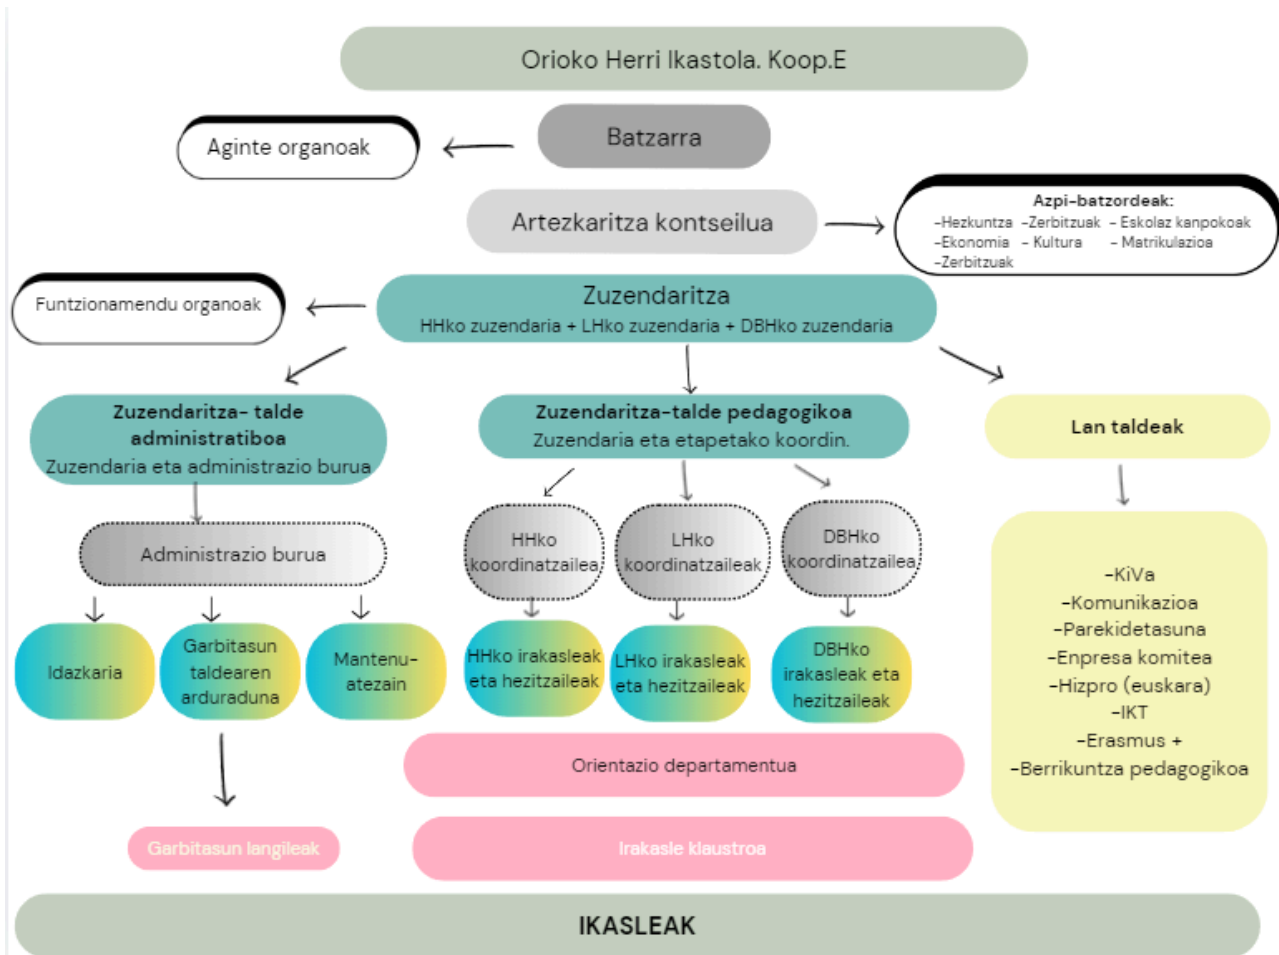 Orioko Herri Ikastola. Koop.E
Batzarra
Aginte organoak
Artezkaritza kontseilua
Azpi-batzordeak:
-Hezkuntza -Zerbitzuak - Eskolaz kanpokoak
-Ekonomia - Kultura - Matrikulazioa
-Zerbitzuak
Zuzendaritza
HHko zuzendaria + LHko zuzendaria + DBHko zuzendaria
Funtzionamendu organoak
Zuzendaritza- talde
administratiboa
Zuzendaria eta administrazio burua
Zuzendaritza-talde pedagogikoa
Zuzendaria eta etapetako koordin.
Lan taldeak
Administrazio burua
HHko
koordinatzailea
LHko
koordinatzaileak
DBHko
koordinatzailea
Idazkaria
Garbitasun
taldearen
arduraduna
Mantenu-
atezain
HHko irakasleak
eta hezitzaileak
LHko irakasleak
eta hezitzaileak
DBHko
irakasleak eta
hezitzaileak
-KiVa
-Komunikazioa
-Parekidetasuna
-Enpresa komitea
-Hizpro (euskara)
-IKT
-Erasmus +
-Berrikuntza pedagogikoa
Orientazio departamentua
Garbitasun langileak
Irakasle klaustroa
IKASLEAK